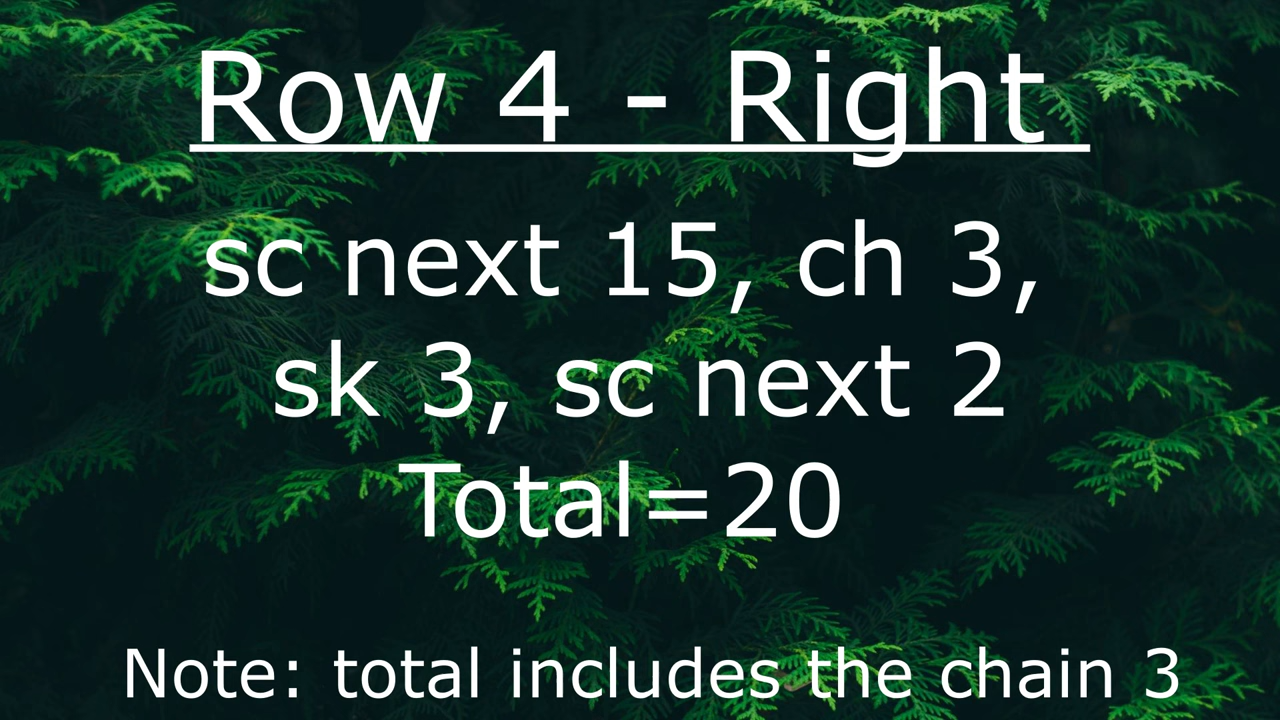 Row 4 - Right
sc next 15, ch 3,
sk 3, sc next 2
Total=20
Note: total includes the chain 3